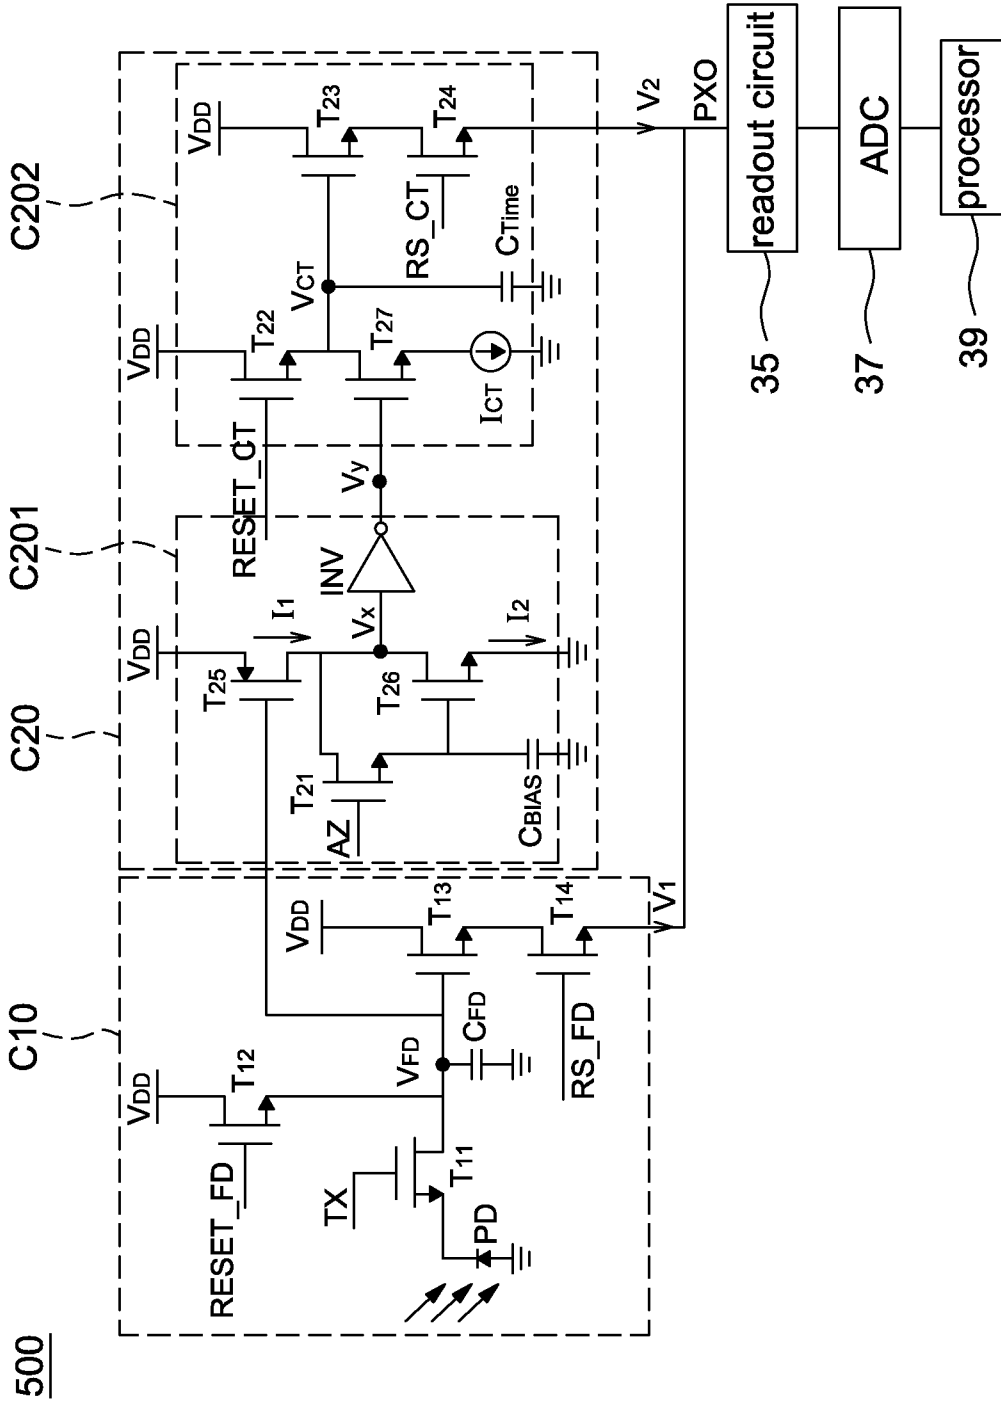 500
C10
C20
C201
C202
VDD
RESET_FD
T12
TX
T11
PD
VFD
CFD
VDD
T13
T14
RS_FD
V1
VDD
T25
I1
T21
AZ
CBIAS
T26
Vx
I2
INV
Vy
RESET_CT
VDD
T22
T27
ICT
VCT
CTime
VDD
T23
T24
RS_CT
V2
PXO
readout circuit
35
ADC
37
processor
39